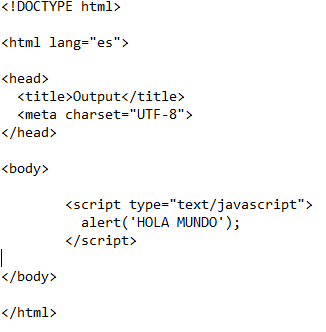 <!DOCTYPE html>
<html lang="es">
<head>
<title>Output</title>
<meta charset="UTF-8">
</head>
<body>
<script type="text/javascript">
alert('HOLA MUNDO');
</script>
</body>
</html>